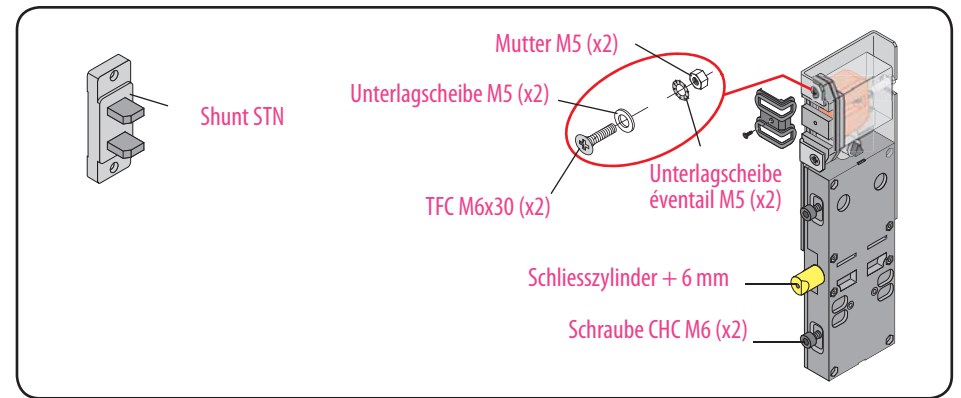 Mutter M5 (x2)
Unterlagscheibe M5 (x2)
Shunt STN
Unterlagscheibe
éventail M5 (x2)
TFC M6x30 (x2)
Schliesszylinder + 6 mm
Schraube CHC M6 (x2)